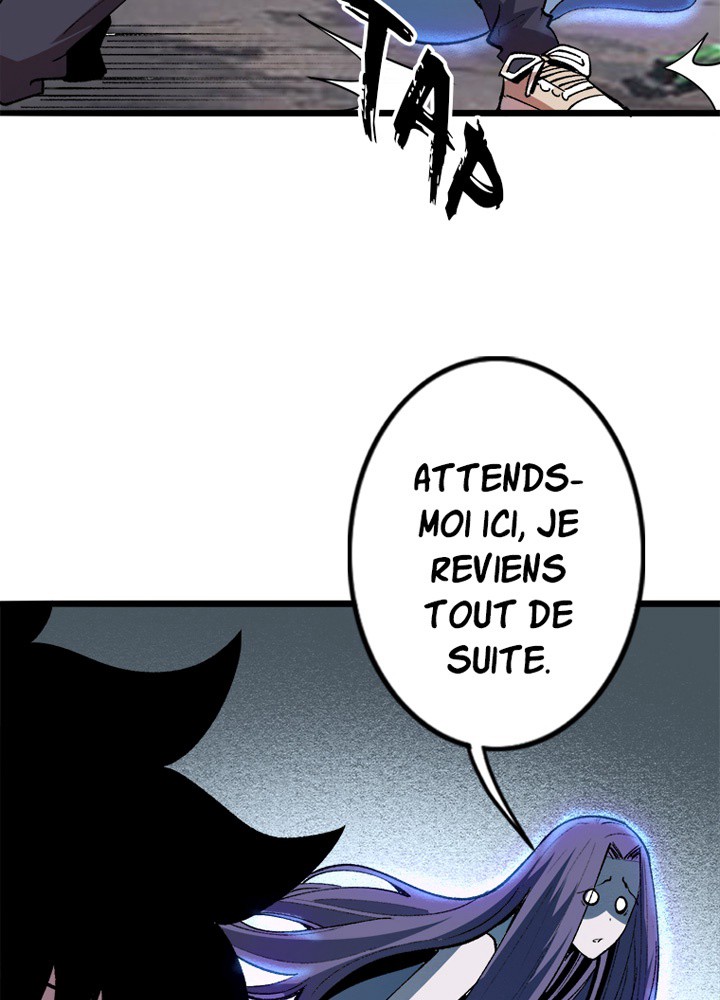 TAP
ATTENDS-
MOI ICI, JE
REVIENS
TOUT DE
SUITE.